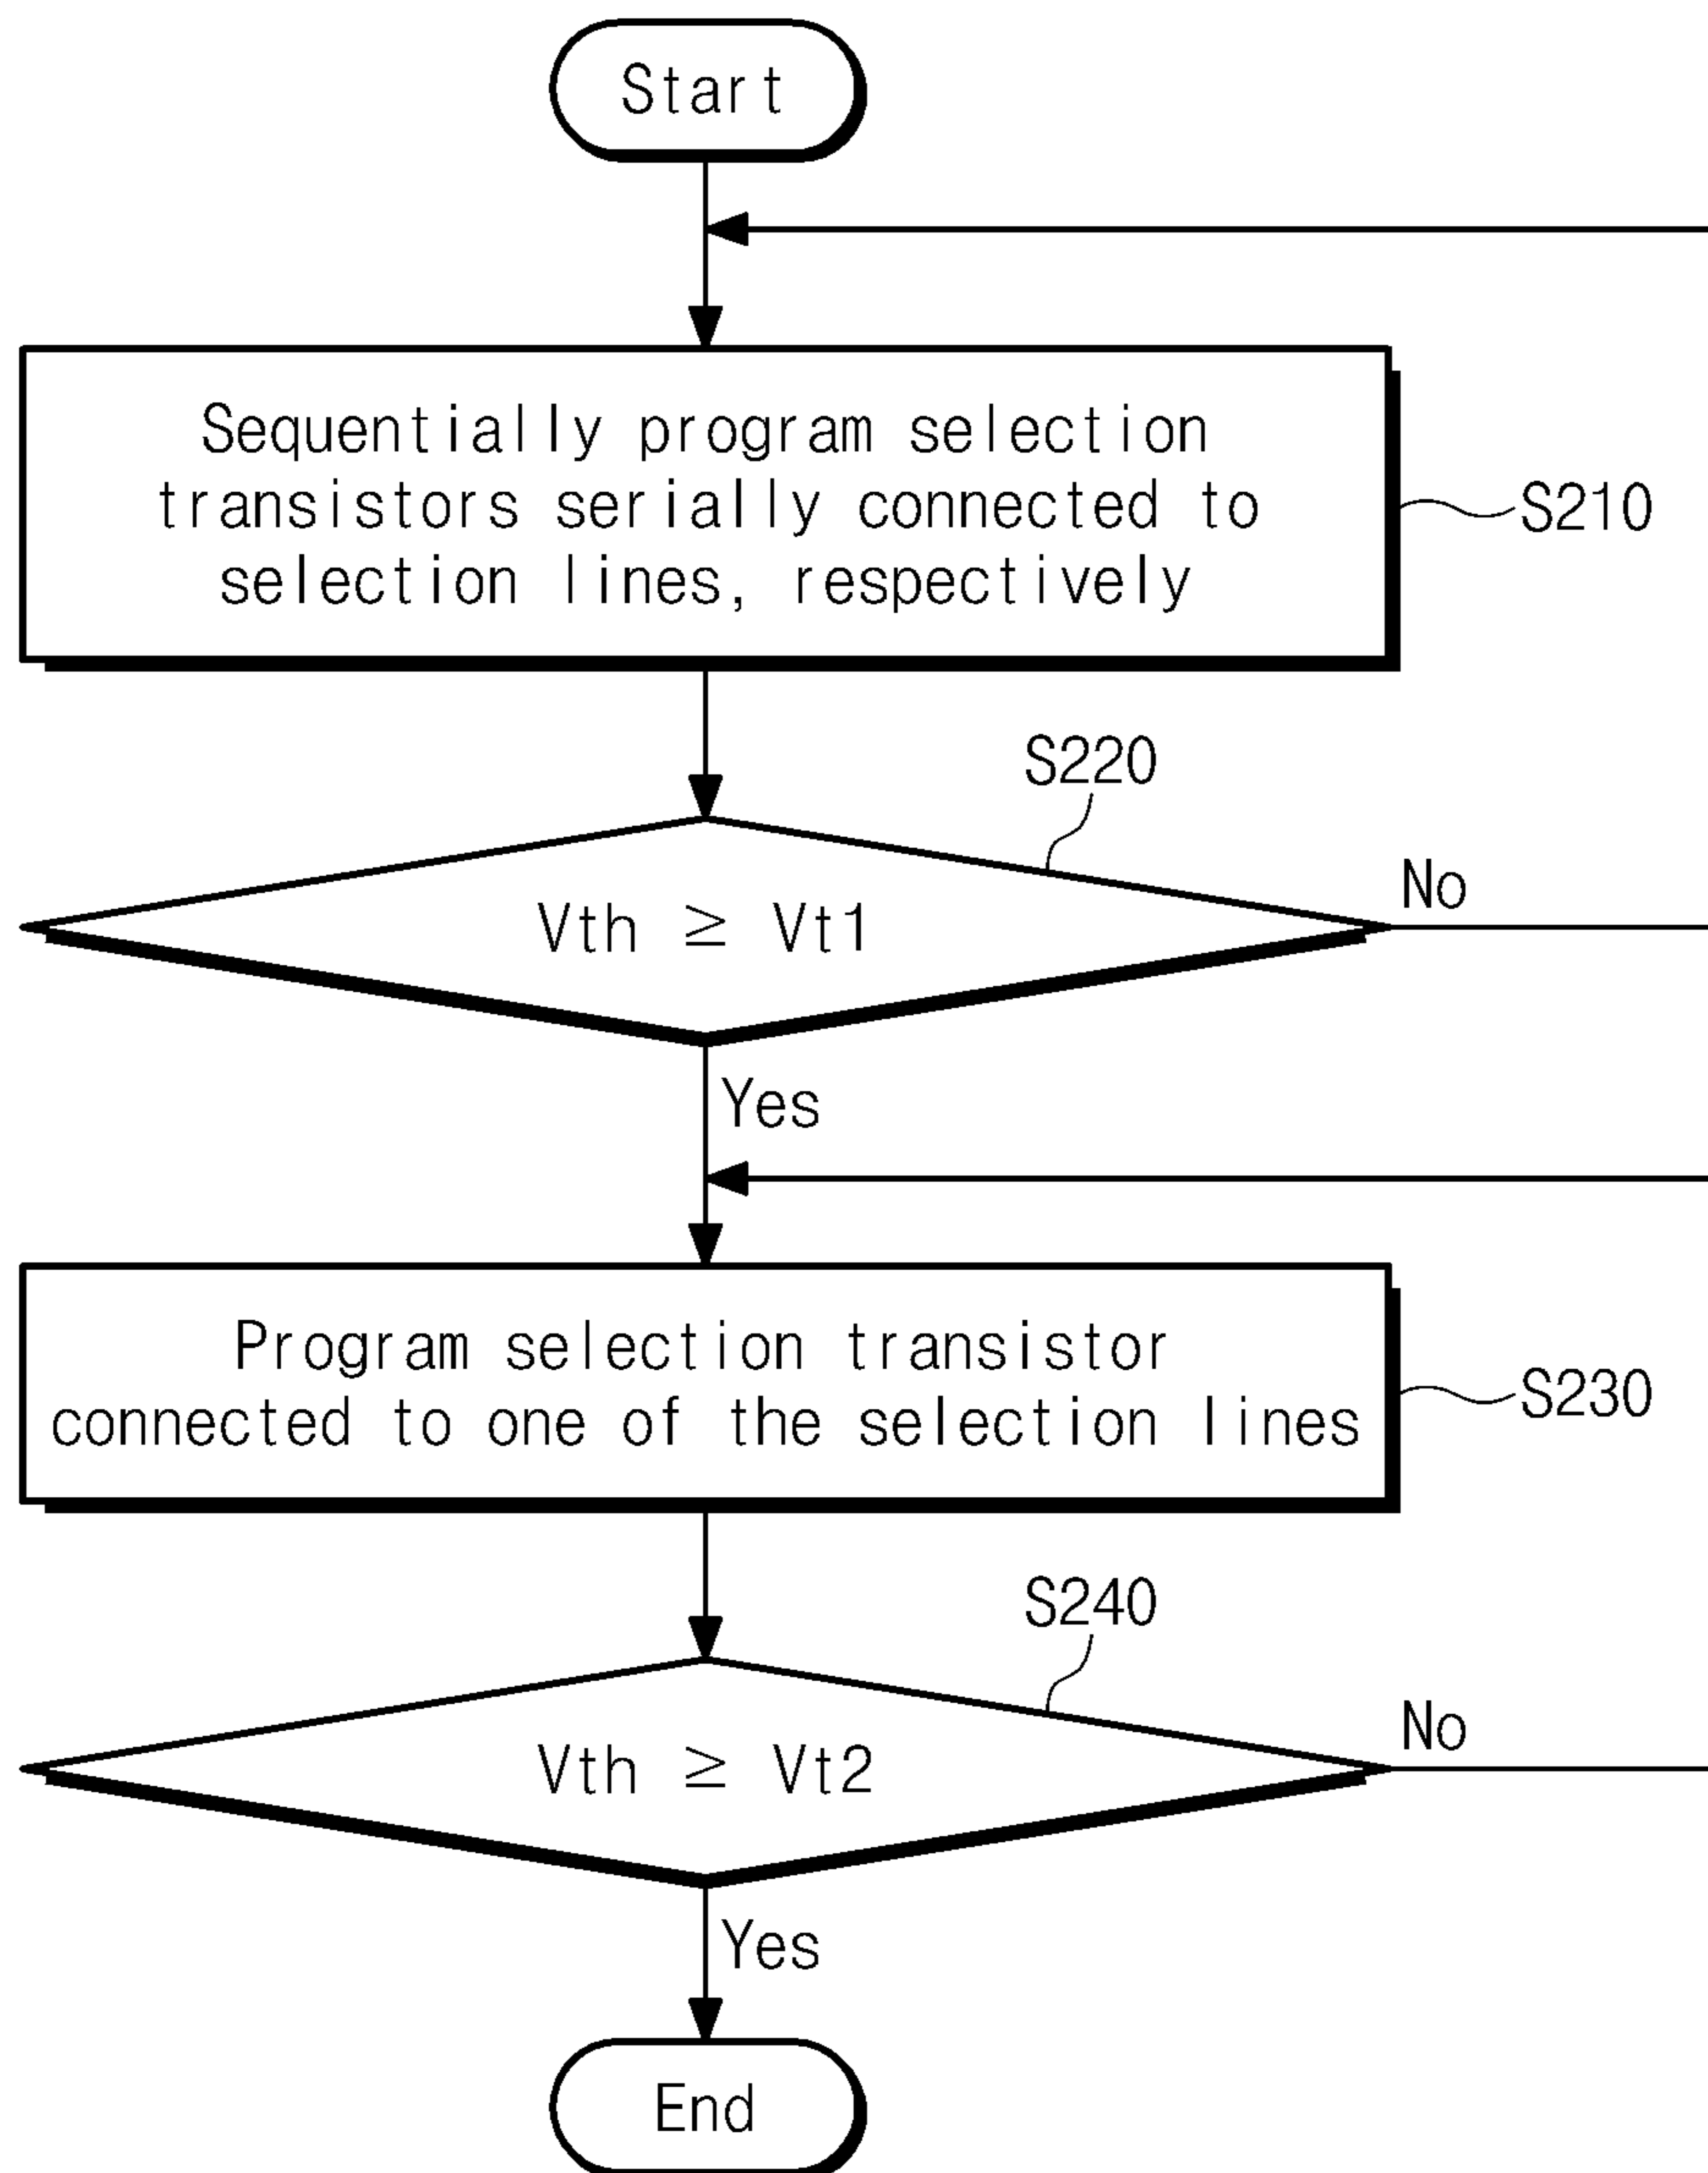 Start
Sequentially program selection
transistors serially connected to
selection lines, respectively
S210
S220
Vth ≥ Vt1
No
Yes
Program selection transistor
connected to one of the selection lines
S230
S240
Vth ≥ Vt2
No
Yes
End